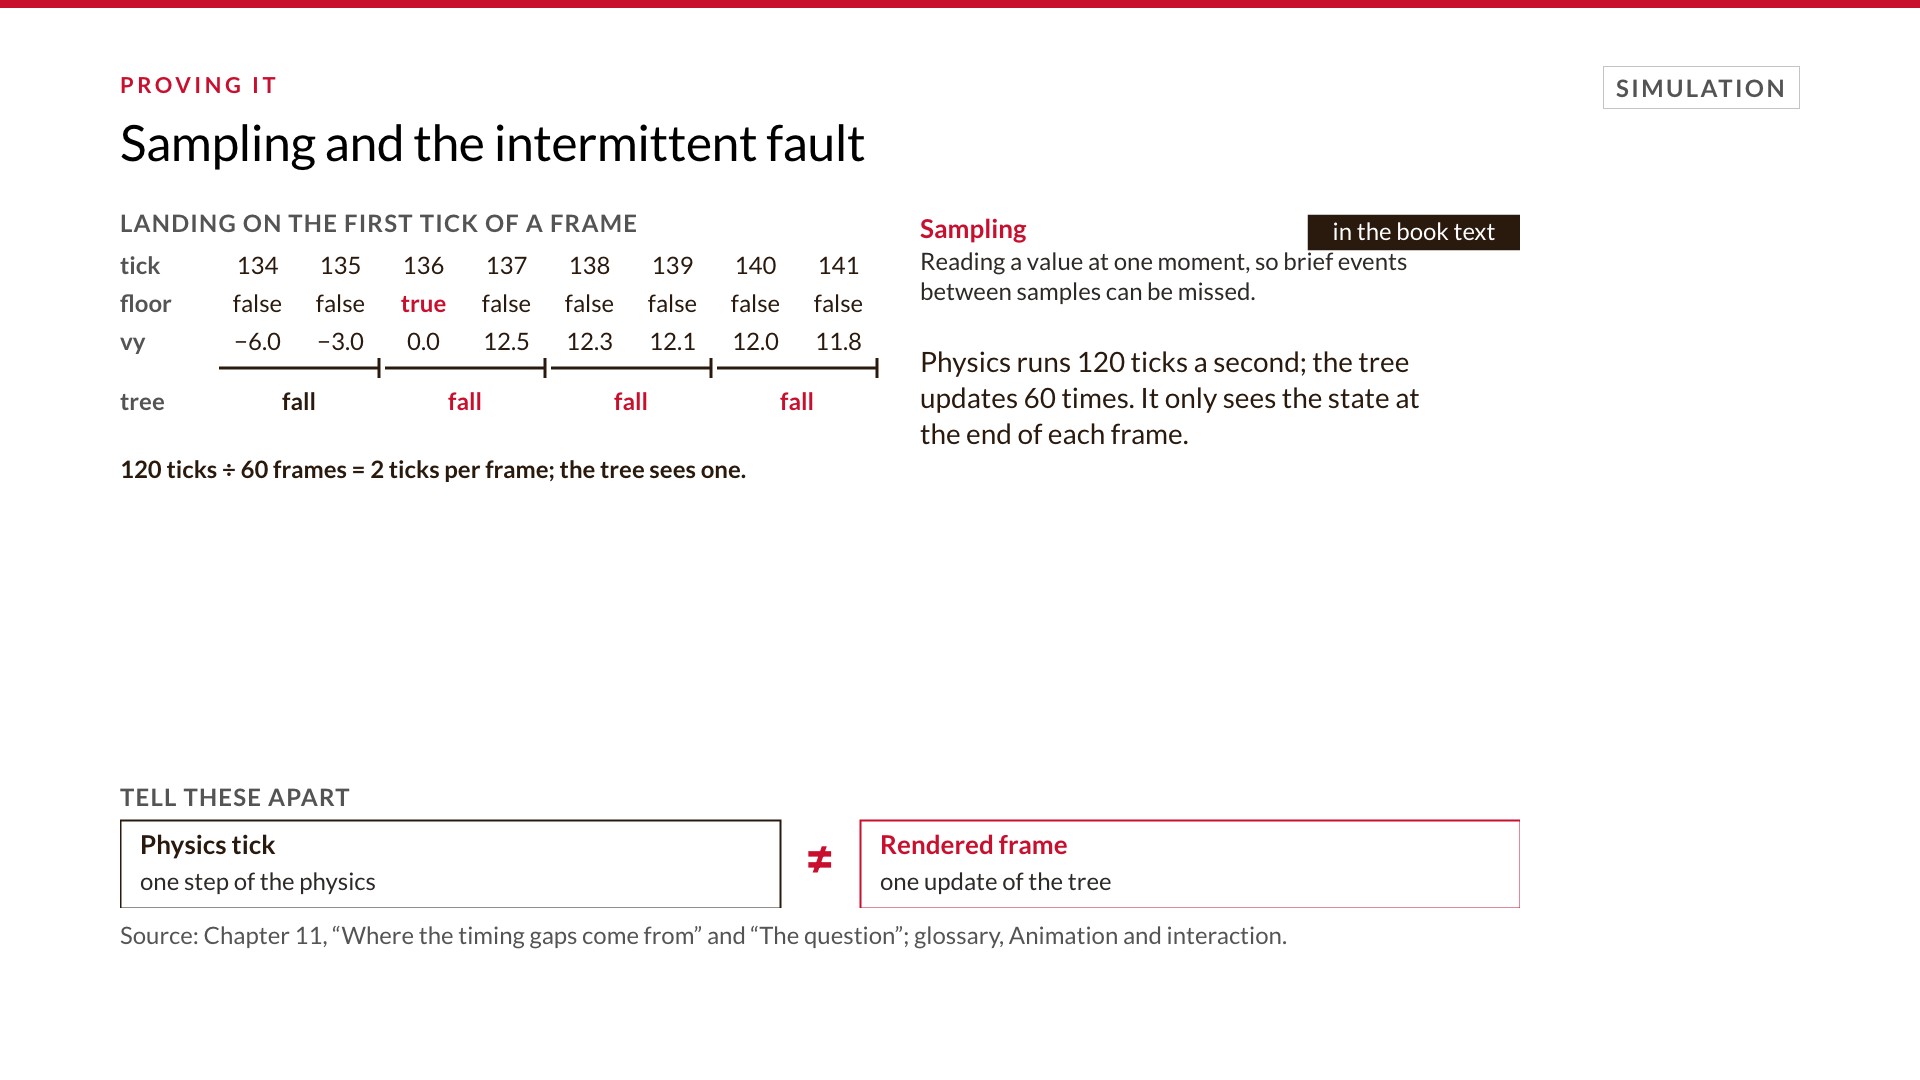 PROVING IT
SIMULATION
Sampling and the intermittent fault
LANDING ON THE FIRST TICK OF A FRAME
tick 134 135 136 137 138 139 140 141
floor false false true false false false false false
vy −6.0 −3.0 0.0 12.5 12.3 12.1 12.0 11.8
tree fall fall fall fall
120 ticks ÷ 60 frames = 2 ticks per frame; the tree sees one.
Sampling
in the book text
Reading a value at one moment, so brief events
between samples can be missed.
Physics runs 120 ticks a second; the tree
updates 60 times. It only sees the state at
the end of each frame.
TELL THESE APART
Physics tick
one step of the physics
≠
Rendered frame
one update of the tree
Source: Chapter 11, “Where the timing gaps come from” and “The question”; glossary, Animation and interaction.